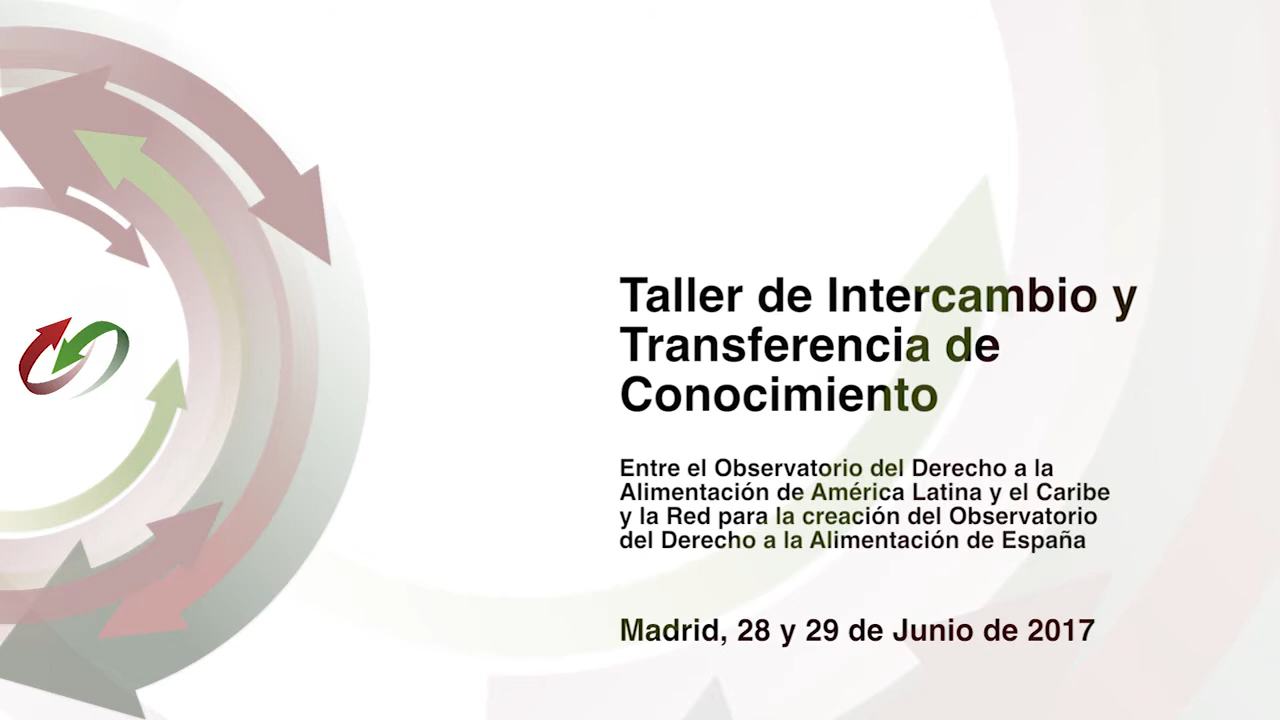 Taller de Intercambio y
Transferencia de
Conocimiento
Entre el Observatorio del Derecho a la
Alimentación de América Latina y el Caribe
y la Red para la creación del Observatorio
del Derecho a la Alimentación de España
Madrid, 28 y 29 de Junio de 2017